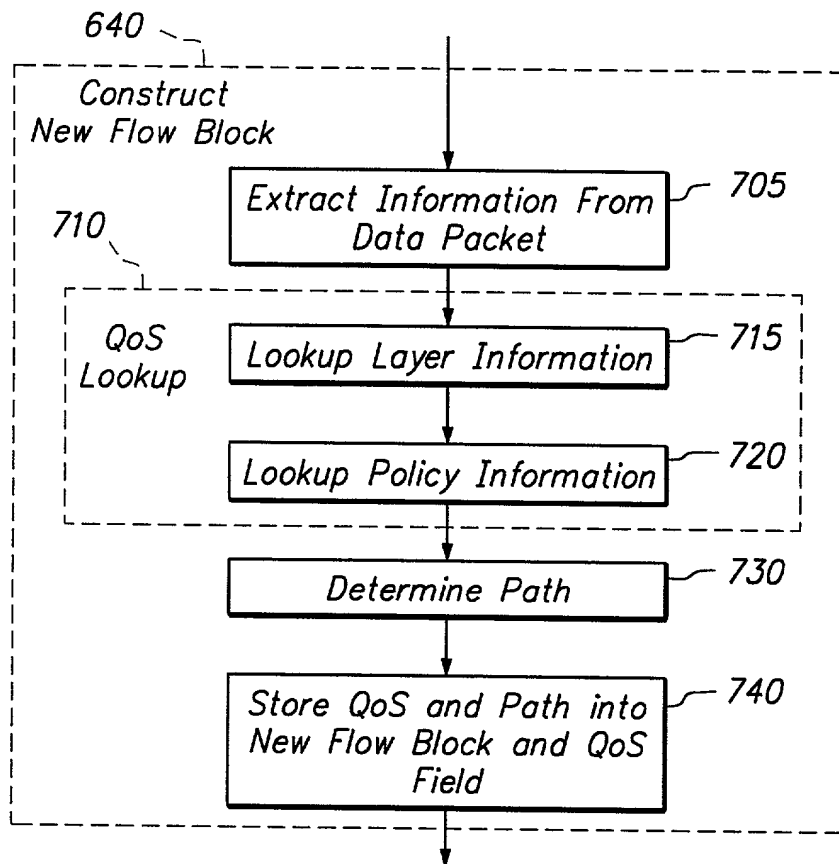 640
Construct
New Flow Block
Extract Information From
Data Packet
705
710
QoS
Lookup
Lookup Layer Information
715
Lookup Policy Information
720
Determine Path
730
Store QoS and Path into
New Flow Block and QoS
Field
740